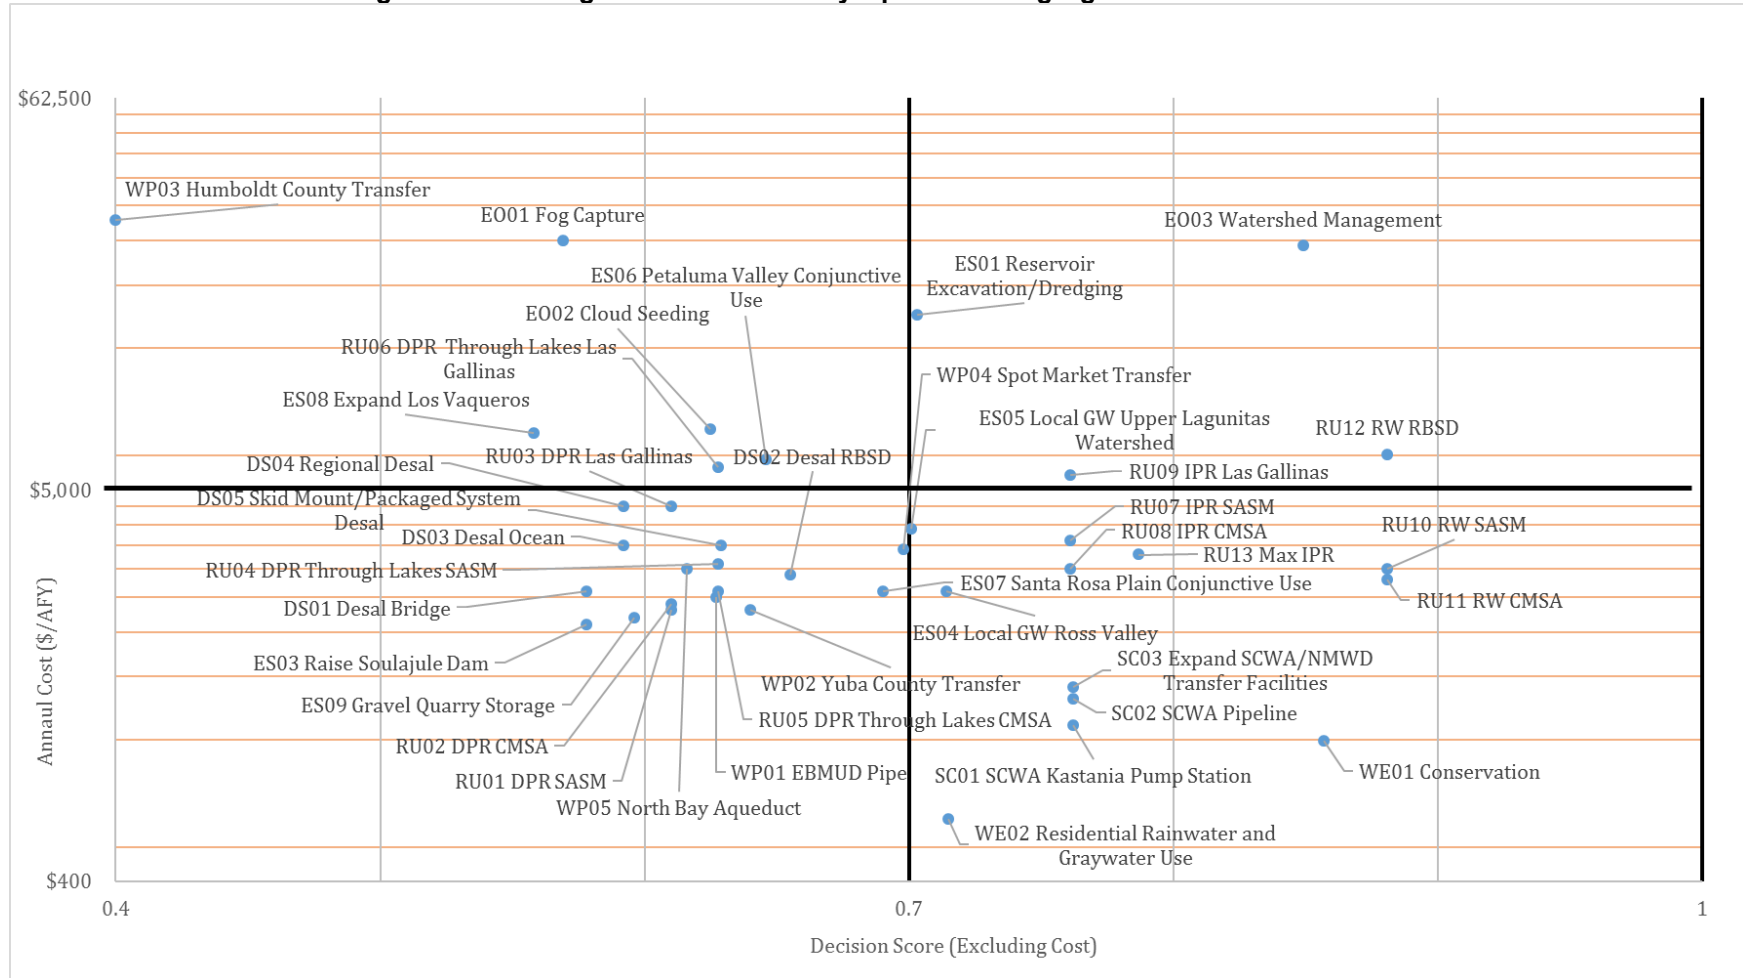 $62,500
WP03 Humboldt County Transfer
EO01 Fog Capture
EO03 Watershed Management
ES01 Reservoir
Excavation/Dredging
ES06 Petaluma Valley Conjunctive
Use
EO02 Cloud Seeding
RU06 DPR Through Lakes Las
Gallinas
WP04 Spot Market Transfer
ES08 Expand Los Vaqueros
ES05 Local GW Upper Lagunitas
Watershed
RU12 RW RBSD
DS04 Regional Desal
RU03 DPR Las Gallinas
DS02 Desal RBSD
RU09 IPR Las Gallinas
$5,000
DS05 Skid Mount/Packaged System
Desal
RU07 IPR SASM
RU10 RW SASM
DS03 Desal Ocean
RU08 IPR CMSA
RU13 Max IPR
RU04 DPR Through Lakes SASM
ES07 Santa Rosa Plain Conjunctive Use
DS01 Desal Bridge
RU11 RW CMSA
ES04 Local GW Ross Valley
ES03 Raise Soulajule Dam
SC03 Expand SCWA/NMWD
Transfer Facilities
WP02 Yuba County Transfer
ES09 Gravel Quarry Storage
SC02 SCWA Pipeline
RU05 DPR Through Lakes CMSA
RU02 DPR CMSA
WP01 EBMUD Pipe
SC01 SCWA Kastania Pump Station
WE01 Conservation
RU01 DPR SASM
WP05 North Bay Aqueduct
WE02 Residential Rainwater and
Graywater Use
$400
Annaul Cost ($/AFY)
0.4
0.7
1
Decision Score (Excluding Cost)